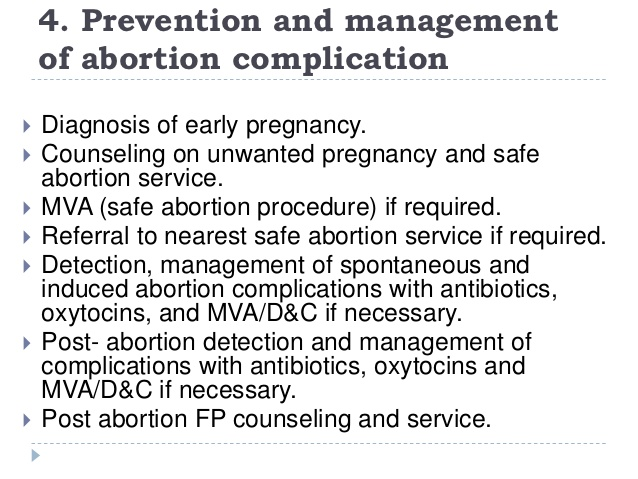 4. Prevention and management
of abortion complication
Diagnosis of early pregnancy.
Counseling on unwanted pregnancy and safe
abortion service.
MVA (safe abortion procedure) if required.
Referral to nearest safe abortion service if required.
Detection, management of spontaneous and
induced abortion complications with antibiotics,
oxytocins, and MVA/D&C if necessary.
Post- abortion detection and management of
complications with antibiotics, oxytocins and
MVA/D&C if necessary.
Post abortion FP counseling and service.